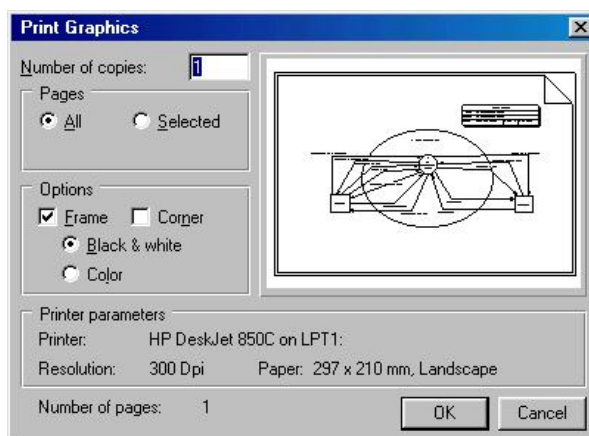 Print Graphics
Number of copies: 1
Pages
All Selected
Options
Frame Corner
Black & white
Color
Printer parameters
Printer: HP DeskJet 850C on LPT1:
Resolution: 300 Dpi Paper: 297 x 210 mm, Landscape
Number of pages: 1
OK Cancel